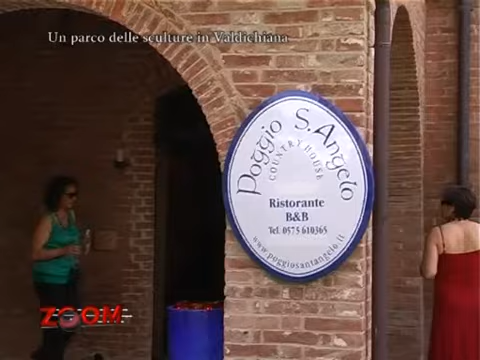 Un parco delle sculture in Valdichiana
Poggio S. Angelo
COUNTRY HOUSE
Ristorante
B&B
Tel. 0575 610365
www.poggiosantangelo.it
ZOOM